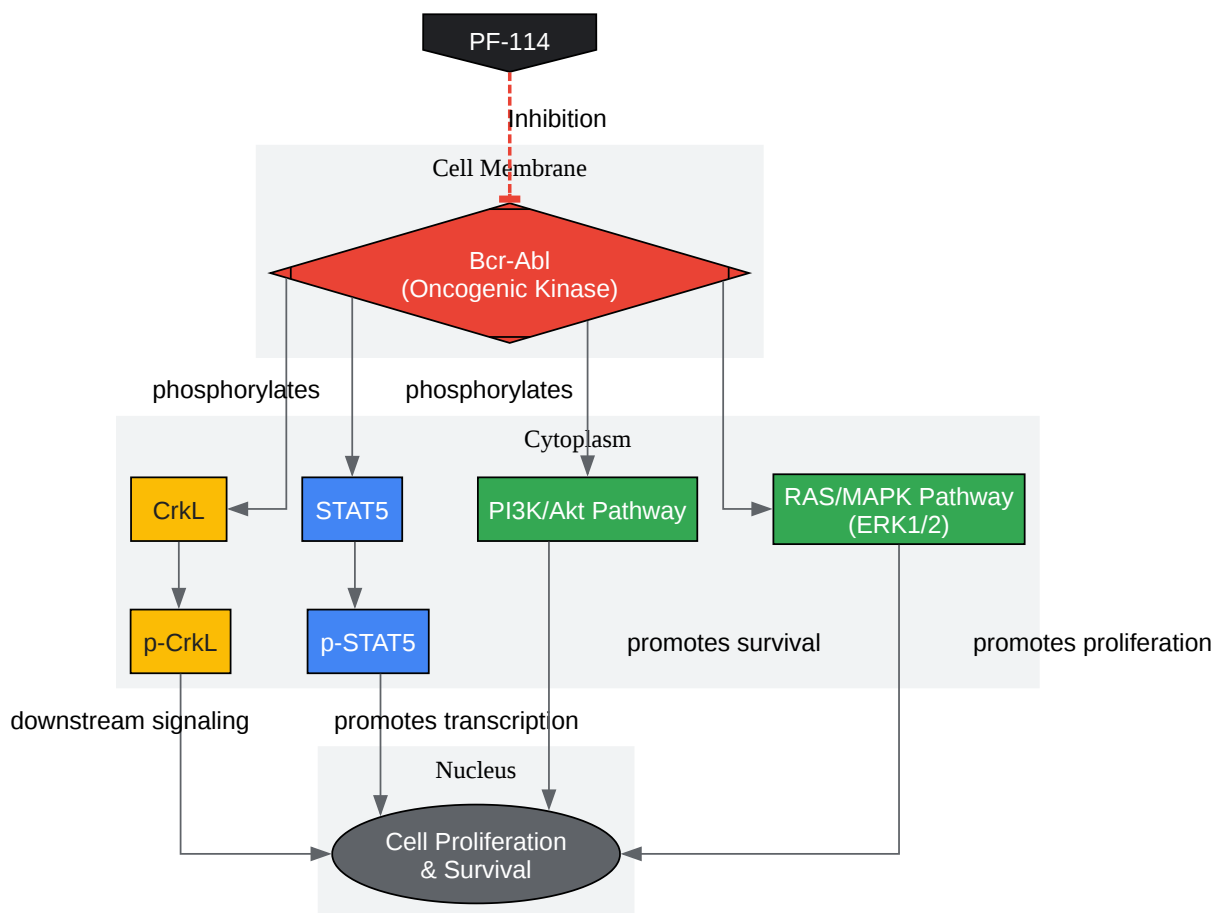 PF-114
Inhibition
Cell Membrane
Bcr-Abl
(Oncogenic Kinase)
phosphorylates
phosphorylates
Cytoplasm
CrkL
STAT5
PI3K/Akt Pathway
RAS/MAPK Pathway
(ERK1/2)
p-CrkL
p-STAT5
promotes survival
promotes proliferation
downstream signaling
promotes transcription
Nucleus
Cell Proliferation
& Survival